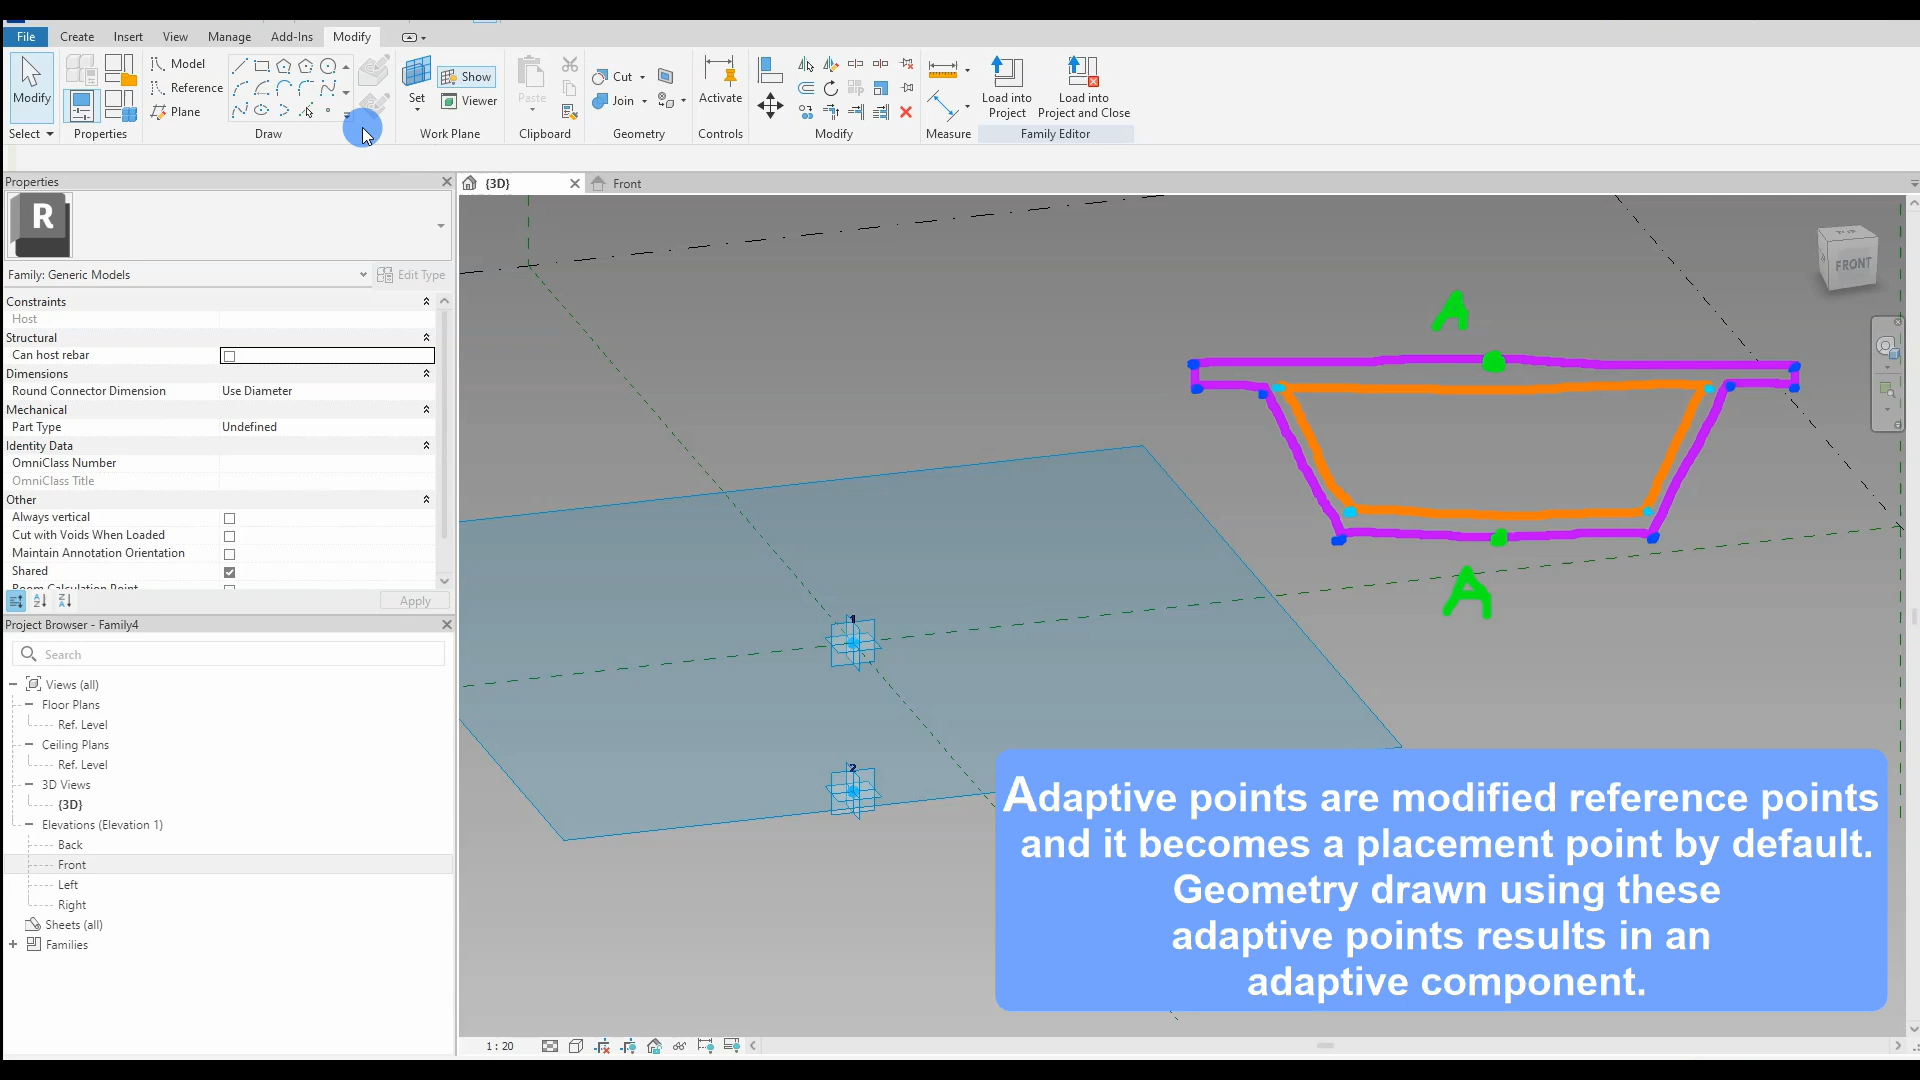 File Create Insert View Manage Add-Ins Modify
Modify Model Reference Plane Set Show Viewer Paste Cut Join Activate Load into Project Load into Project and Close
Select Properties Draw Work Plane Clipboard Geometry Controls Modify Measure Family Editor
Properties
{3D} Front
R
Family: Generic Models Edit Type
Constraints
Host
Structural
Can host rebar
Dimensions
Round Connector Dimension Use Diameter
Mechanical
Part Type Undefined
Identity Data
OmniClass Number
OmniClass Title
Other
Always vertical
Cut with Voids When Loaded
Maintain Annotation Orientation
Shared
Room Calculation Point
Apply
Project Browser - Family4
Search
Views (all)
Floor Plans
Ref. Level
Ceiling Plans
Ref. Level
3D Views
{3D}
Elevations (Elevation 1)
Back
Front
Left
Right
Sheets (all)
Families
FRONT
A
A
1
2
Adaptive points are modified reference points
and it becomes a placement point by default.
Geometry drawn using these
adaptive points results in an
adaptive component.
1 : 20